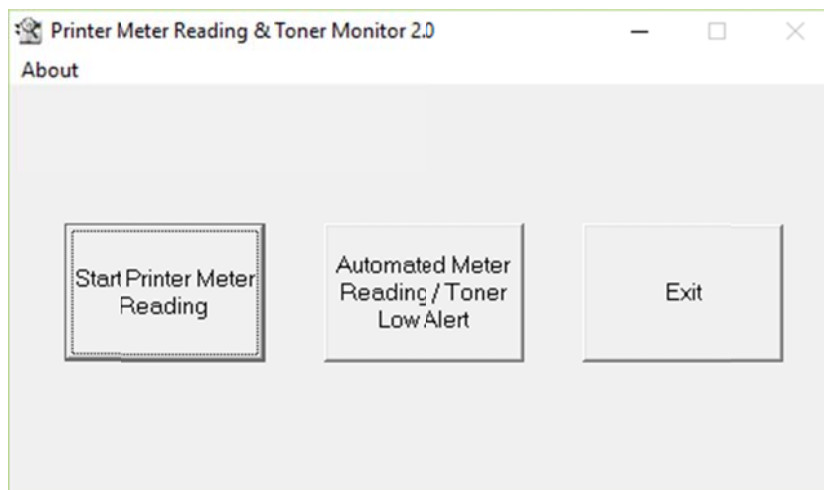 Printer Meter Reading & Toner Monitor 2.0
About
Start Printer Meter
Reading
Automated Meter
Reading / Toner
Low Alert
Exit